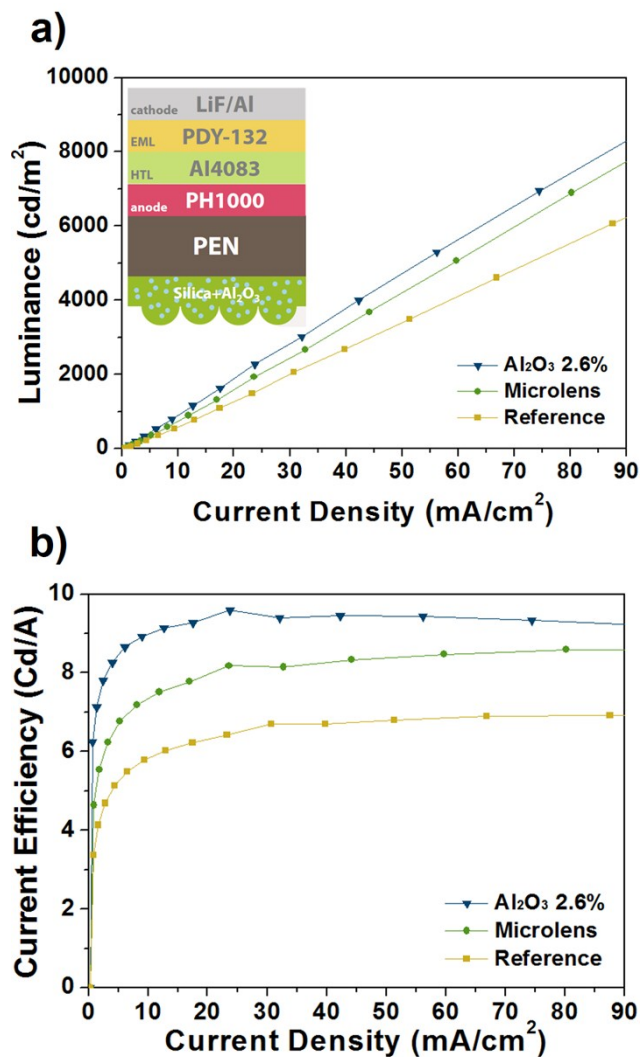 a)
10000
8000
6000
4000
2000
0
Luminance (cd/m²)
cathode LiF/Al
EML PDY-132
HTL Al4083
anode PH1000
PEN
Silica+Al₂O₃
Al₂O₃ 2.6%
Microlens
Reference
0 10 20 30 40 50 60 70 80 90
Current Density (mA/cm²)
b)
10
8
6
4
2
0
Current Efficiency (Cd/A)
Al₂O₃ 2.6%
Microlens
Reference
0 10 20 30 40 50 60 70 80 90
Current Density (mA/cm²)